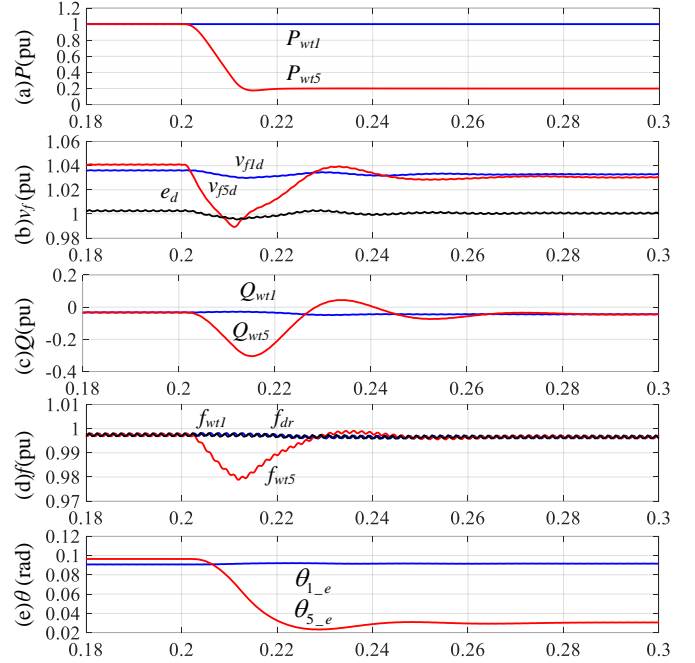 (a)P(pu)
1.2
1
0.8
0.6
0.4
0.2
0
P_wt1
P_wt5
0.18 0.2 0.22 0.24 0.26 0.28 0.3
(b)v_f(pu)
1.06
1.04
1.02
1
0.98
v_f1d
v_f5d
e_d
0.18 0.2 0.22 0.24 0.26 0.28 0.3
(c)Q(pu)
0.2
0
-0.2
-0.4
Q_wt1
Q_wt5
0.18 0.2 0.22 0.24 0.26 0.28 0.3
(d)f(pu)
1.01
1
0.99
0.98
0.97
f_wt1 f_dr
f_wt5
0.18 0.2 0.22 0.24 0.26 0.28 0.3
(e)θ (rad)
0.12
0.1
0.08
0.06
0.04
0.02
θ_1_e
θ_5_e
0.18 0.2 0.22 0.24 0.26 0.28 0.3